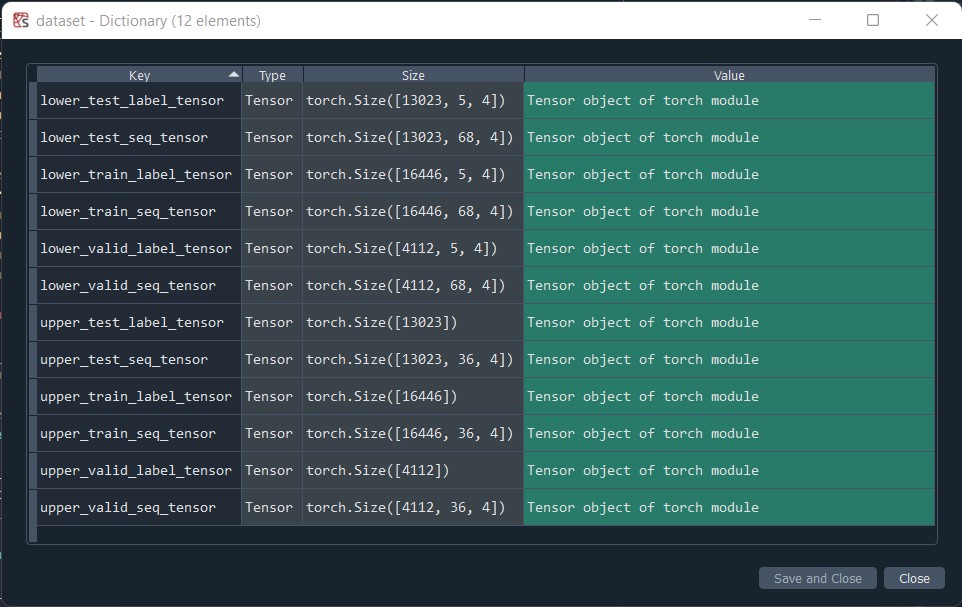 dataset - Dictionary (12 elements)
Key Type Size Value
lower_test_label_tensor Tensor torch.Size([13023, 5, 4]) Tensor object of torch module
lower_test_seq_tensor Tensor torch.Size([13023, 68, 4]) Tensor object of torch module
lower_train_label_tensor Tensor torch.Size([16446, 5, 4]) Tensor object of torch module
lower_train_seq_tensor Tensor torch.Size([16446, 68, 4]) Tensor object of torch module
lower_valid_label_tensor Tensor torch.Size([4112, 5, 4]) Tensor object of torch module
lower_valid_seq_tensor Tensor torch.Size([4112, 68, 4]) Tensor object of torch module
upper_test_label_tensor Tensor torch.Size([13023]) Tensor object of torch module
upper_test_seq_tensor Tensor torch.Size([13023, 36, 4]) Tensor object of torch module
upper_train_label_tensor Tensor torch.Size([16446]) Tensor object of torch module
upper_train_seq_tensor Tensor torch.Size([16446, 36, 4]) Tensor object of torch module
upper_valid_label_tensor Tensor torch.Size([4112]) Tensor object of torch module
upper_valid_seq_tensor Tensor torch.Size([4112, 36, 4]) Tensor object of torch module
Save and Close Close